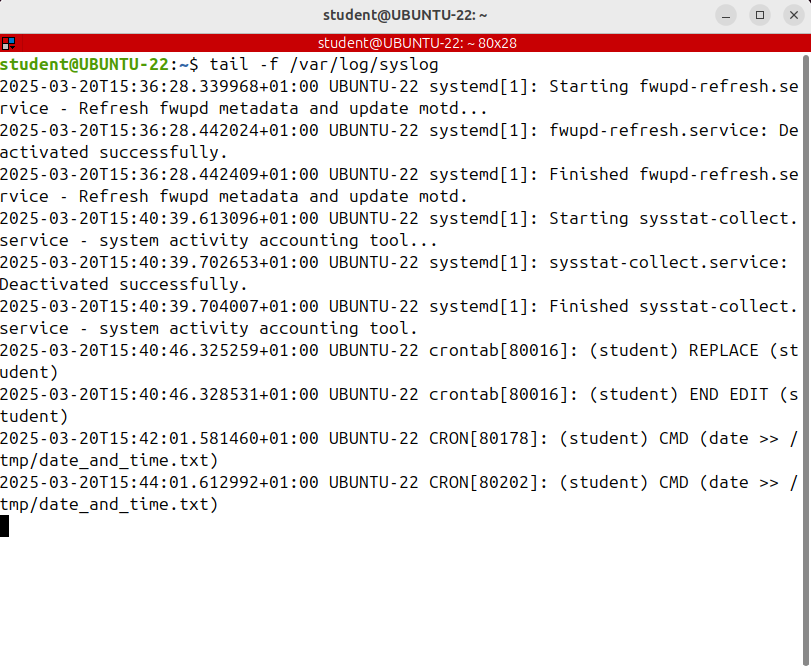 student@UBUNTU-22: ~
student@UBUNTU-22: ~ 80x28
student@UBUNTU-22:~$ tail -f /var/log/syslog
2025-03-20T15:36:28.339968+01:00 UBUNTU-22 systemd[1]: Starting fwupd-refresh.se
rvice - Refresh fwupd metadata and update motd...
2025-03-20T15:36:28.442024+01:00 UBUNTU-22 systemd[1]: fwupd-refresh.service: De
activated successfully.
2025-03-20T15:36:28.442409+01:00 UBUNTU-22 systemd[1]: Finished fwupd-refresh.se
rvice - Refresh fwupd metadata and update motd.
2025-03-20T15:40:39.613096+01:00 UBUNTU-22 systemd[1]: Starting sysstat-collect.
service - system activity accounting tool...
2025-03-20T15:40:39.702653+01:00 UBUNTU-22 systemd[1]: sysstat-collect.service:
Deactivated successfully.
2025-03-20T15:40:39.704007+01:00 UBUNTU-22 systemd[1]: Finished sysstat-collect.
service - system activity accounting tool.
2025-03-20T15:40:46.325259+01:00 UBUNTU-22 crontab[80016]: (student) REPLACE (st
udent)
2025-03-20T15:40:46.328531+01:00 UBUNTU-22 crontab[80016]: (student) END EDIT (s
tudent)
2025-03-20T15:42:01.581460+01:00 UBUNTU-22 CRON[80178]: (student) CMD (date >> /
tmp/date_and_time.txt)
2025-03-20T15:44:01.612992+01:00 UBUNTU-22 CRON[80202]: (student) CMD (date >> /
tmp/date_and_time.txt)